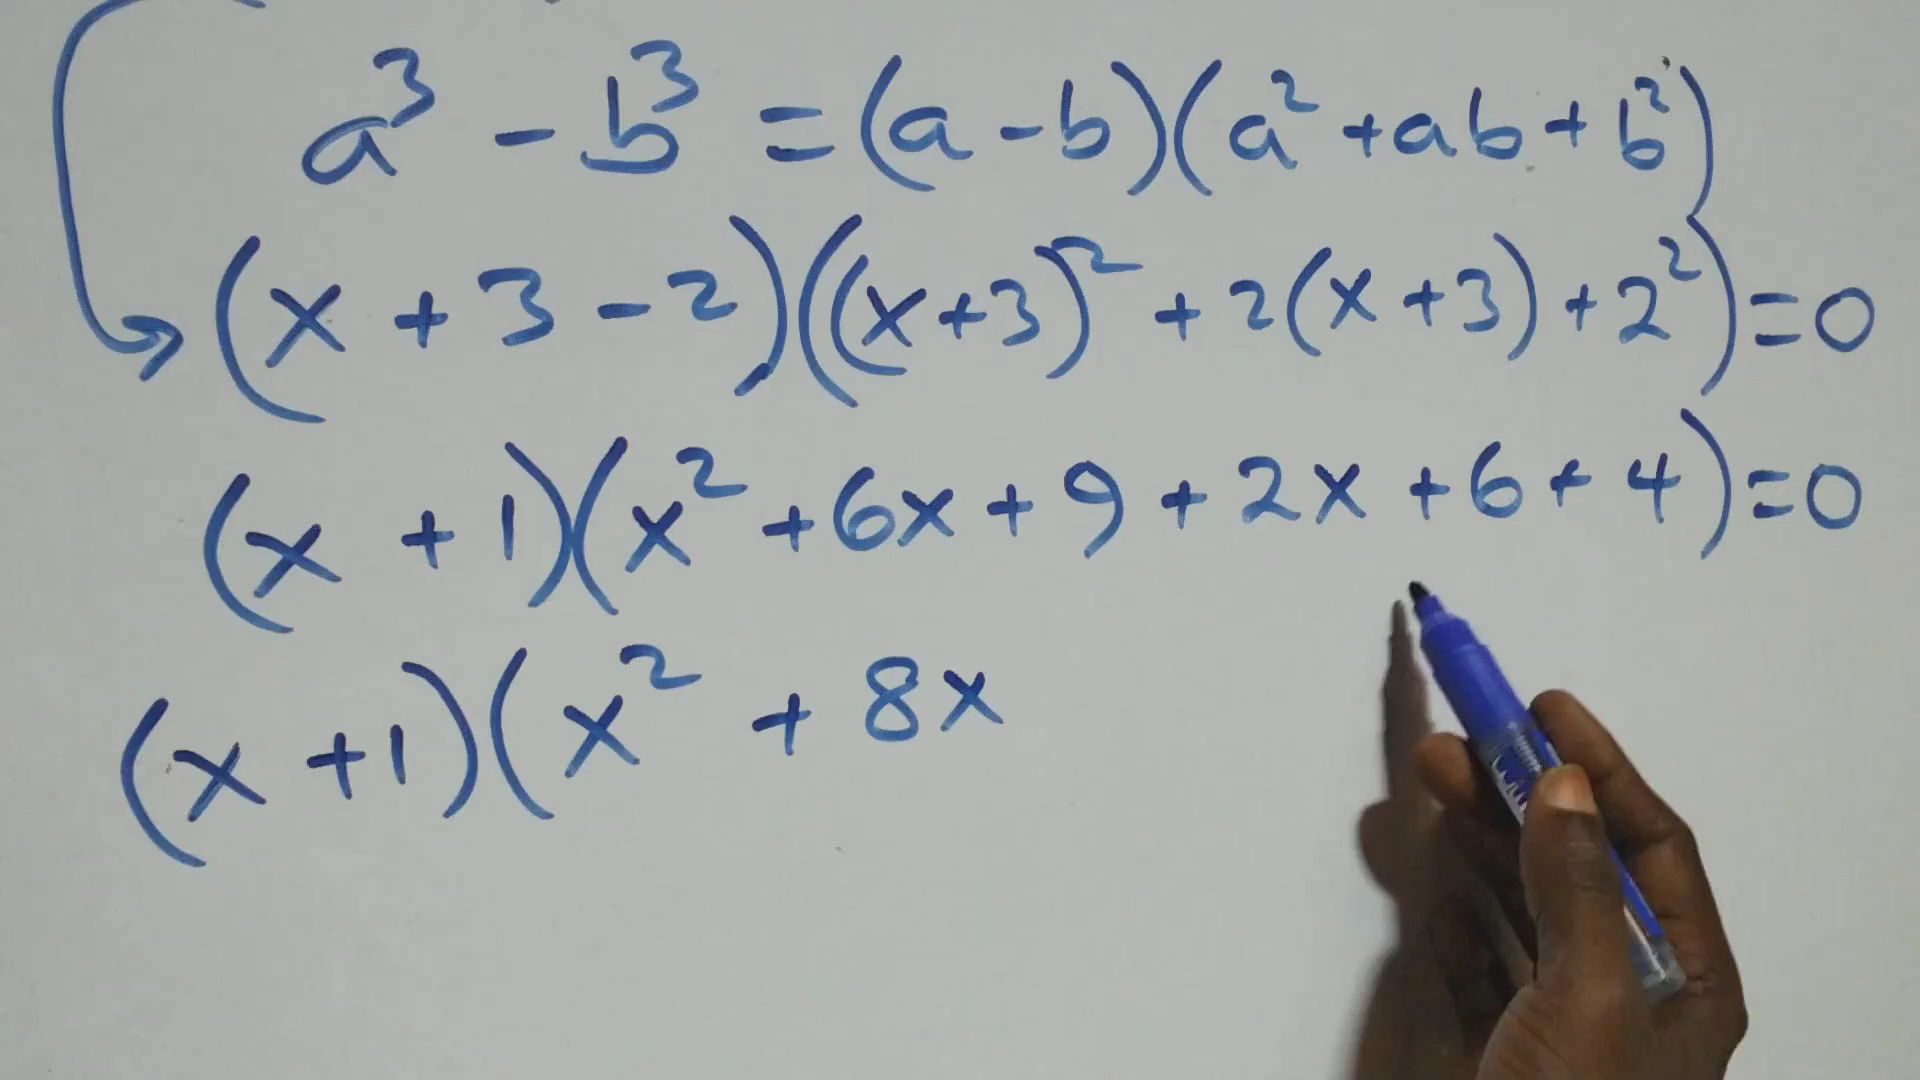 a³ - b³ = (a - b)(a² + ab + b²)
(x + 3 - 2)((x+3)² + 2(x+3) + 2²) = 0
(x + 1)(x² + 6x + 9 + 2x + 6 + 4) = 0
(x + 1)(x² + 8x